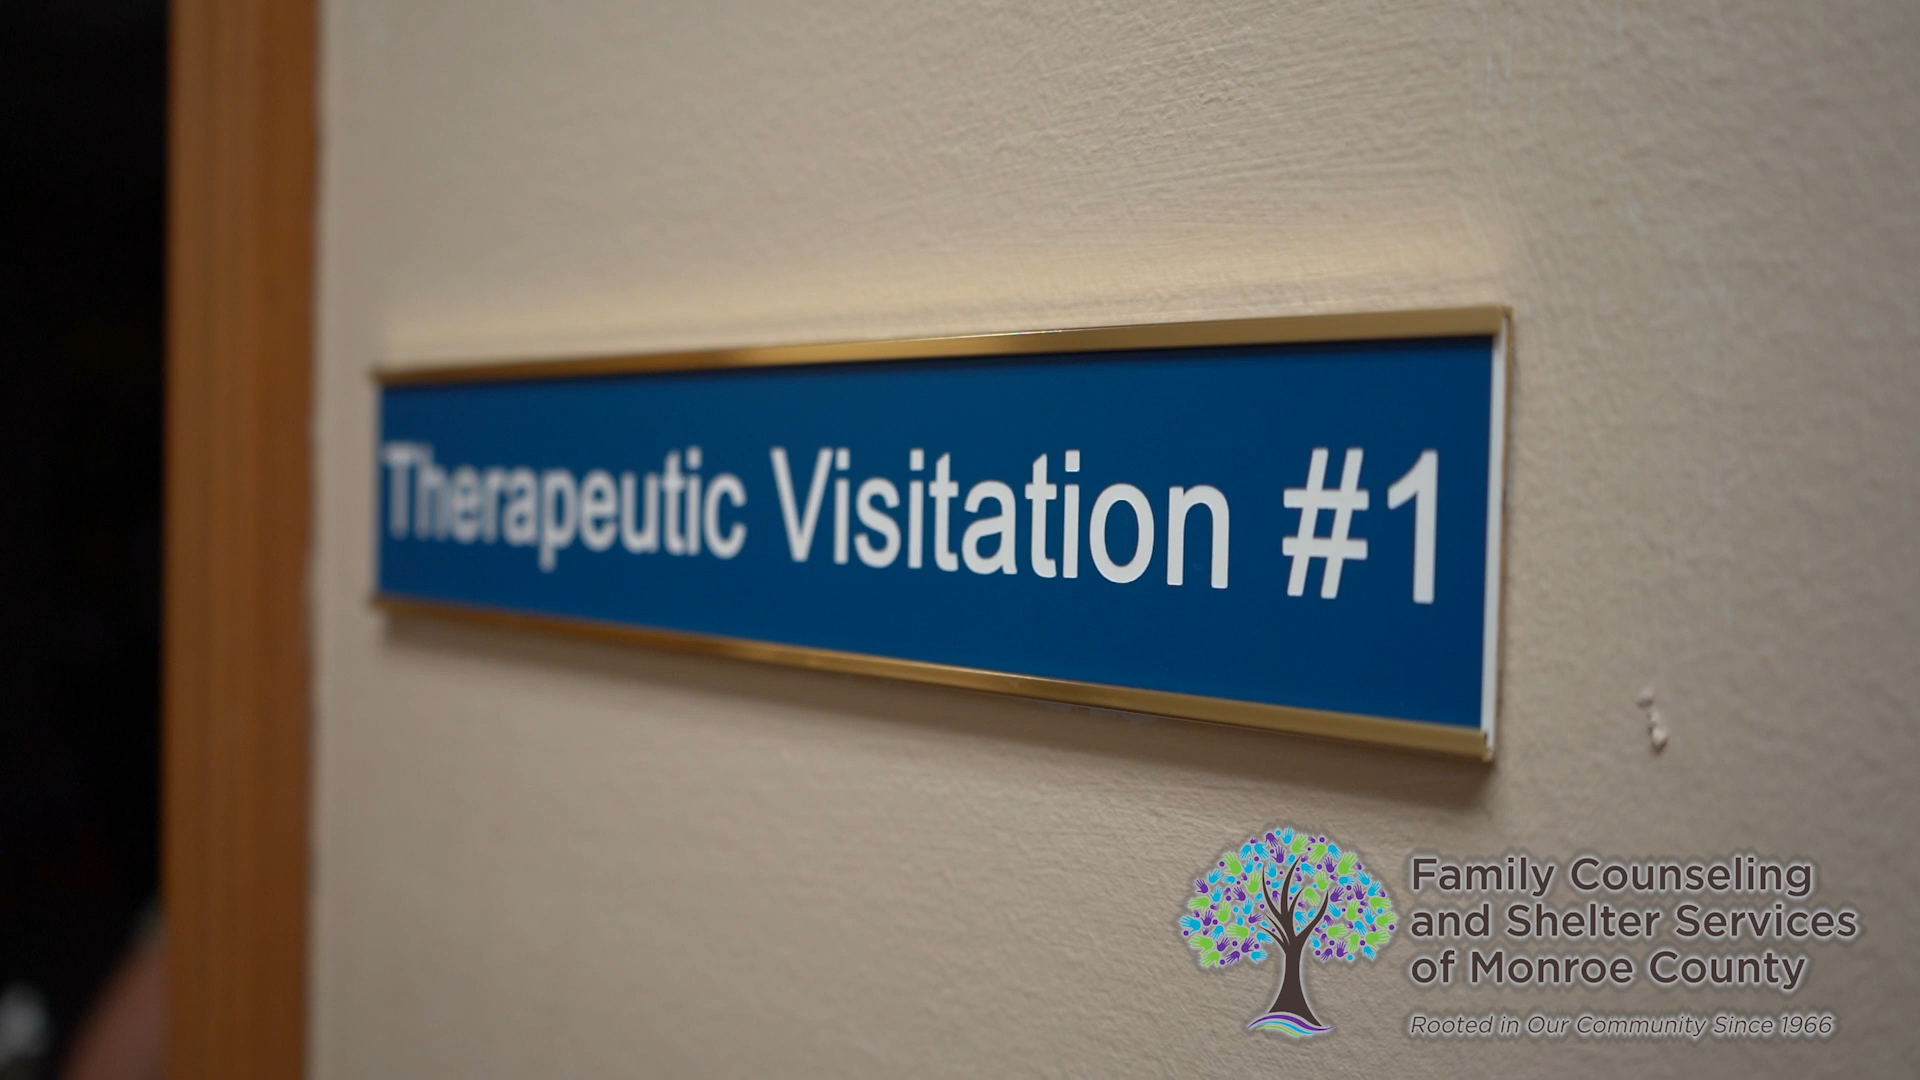 Therapeutic Visitation #1
Family Counseling
and Shelter Services
of Monroe County
Rooted in Our Community Since 1966